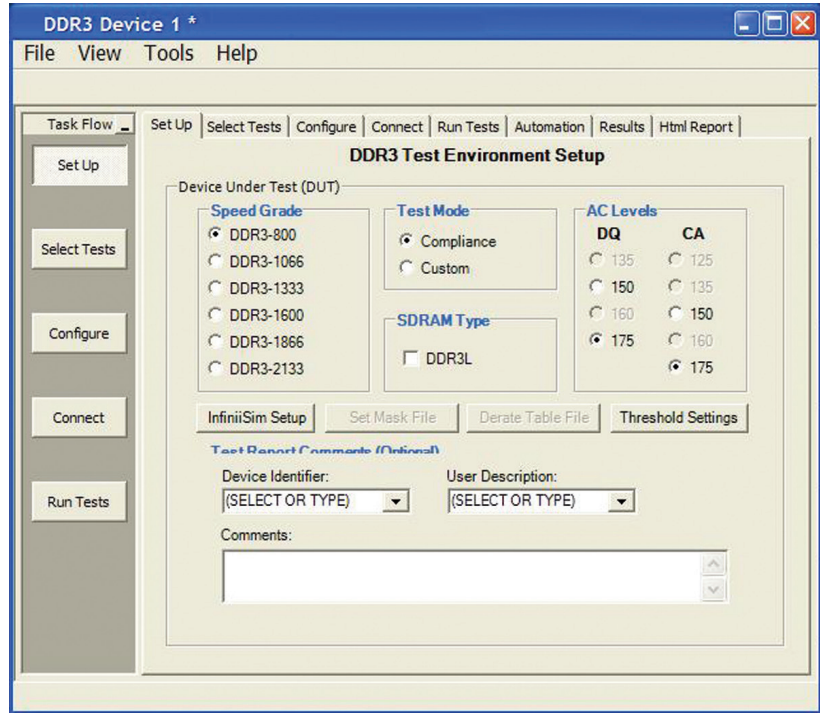 DDR3 Device 1 *
File View Tools Help
Task Flow
Set Up
Select Tests
Configure
Connect
Run Tests
Set Up Select Tests Configure Connect Run Tests Automation Results Html Report
DDR3 Test Environment Setup
Device Under Test (DUT)
Speed Grade
DDR3-800
DDR3-1066
DDR3-1333
DDR3-1600
DDR3-1866
DDR3-2133
Test Mode
Compliance
Custom
SDRAM Type
DDR3L
AC Levels
DQ CA
135 125
150 135
160 150
175 160
175
InfiniiSim Setup Set Mask File Derate Table File Threshold Settings
Test Report Comments (Optional)
Device Identifier: User Description:
(SELECT OR TYPE) (SELECT OR TYPE)
Comments: